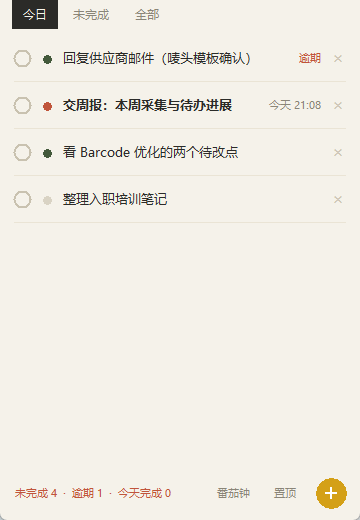 今日 未完成 全部
回复供应商邮件（唛头模板确认） 逾期 ×
交周报：本周采集与待办进展 今天 21:08 ×
看 Barcode 优化的两个待改点 ×
整理入职培训笔记 ×
未完成 4 · 逾期 1 · 今天完成 0 番茄钟 置顶 +